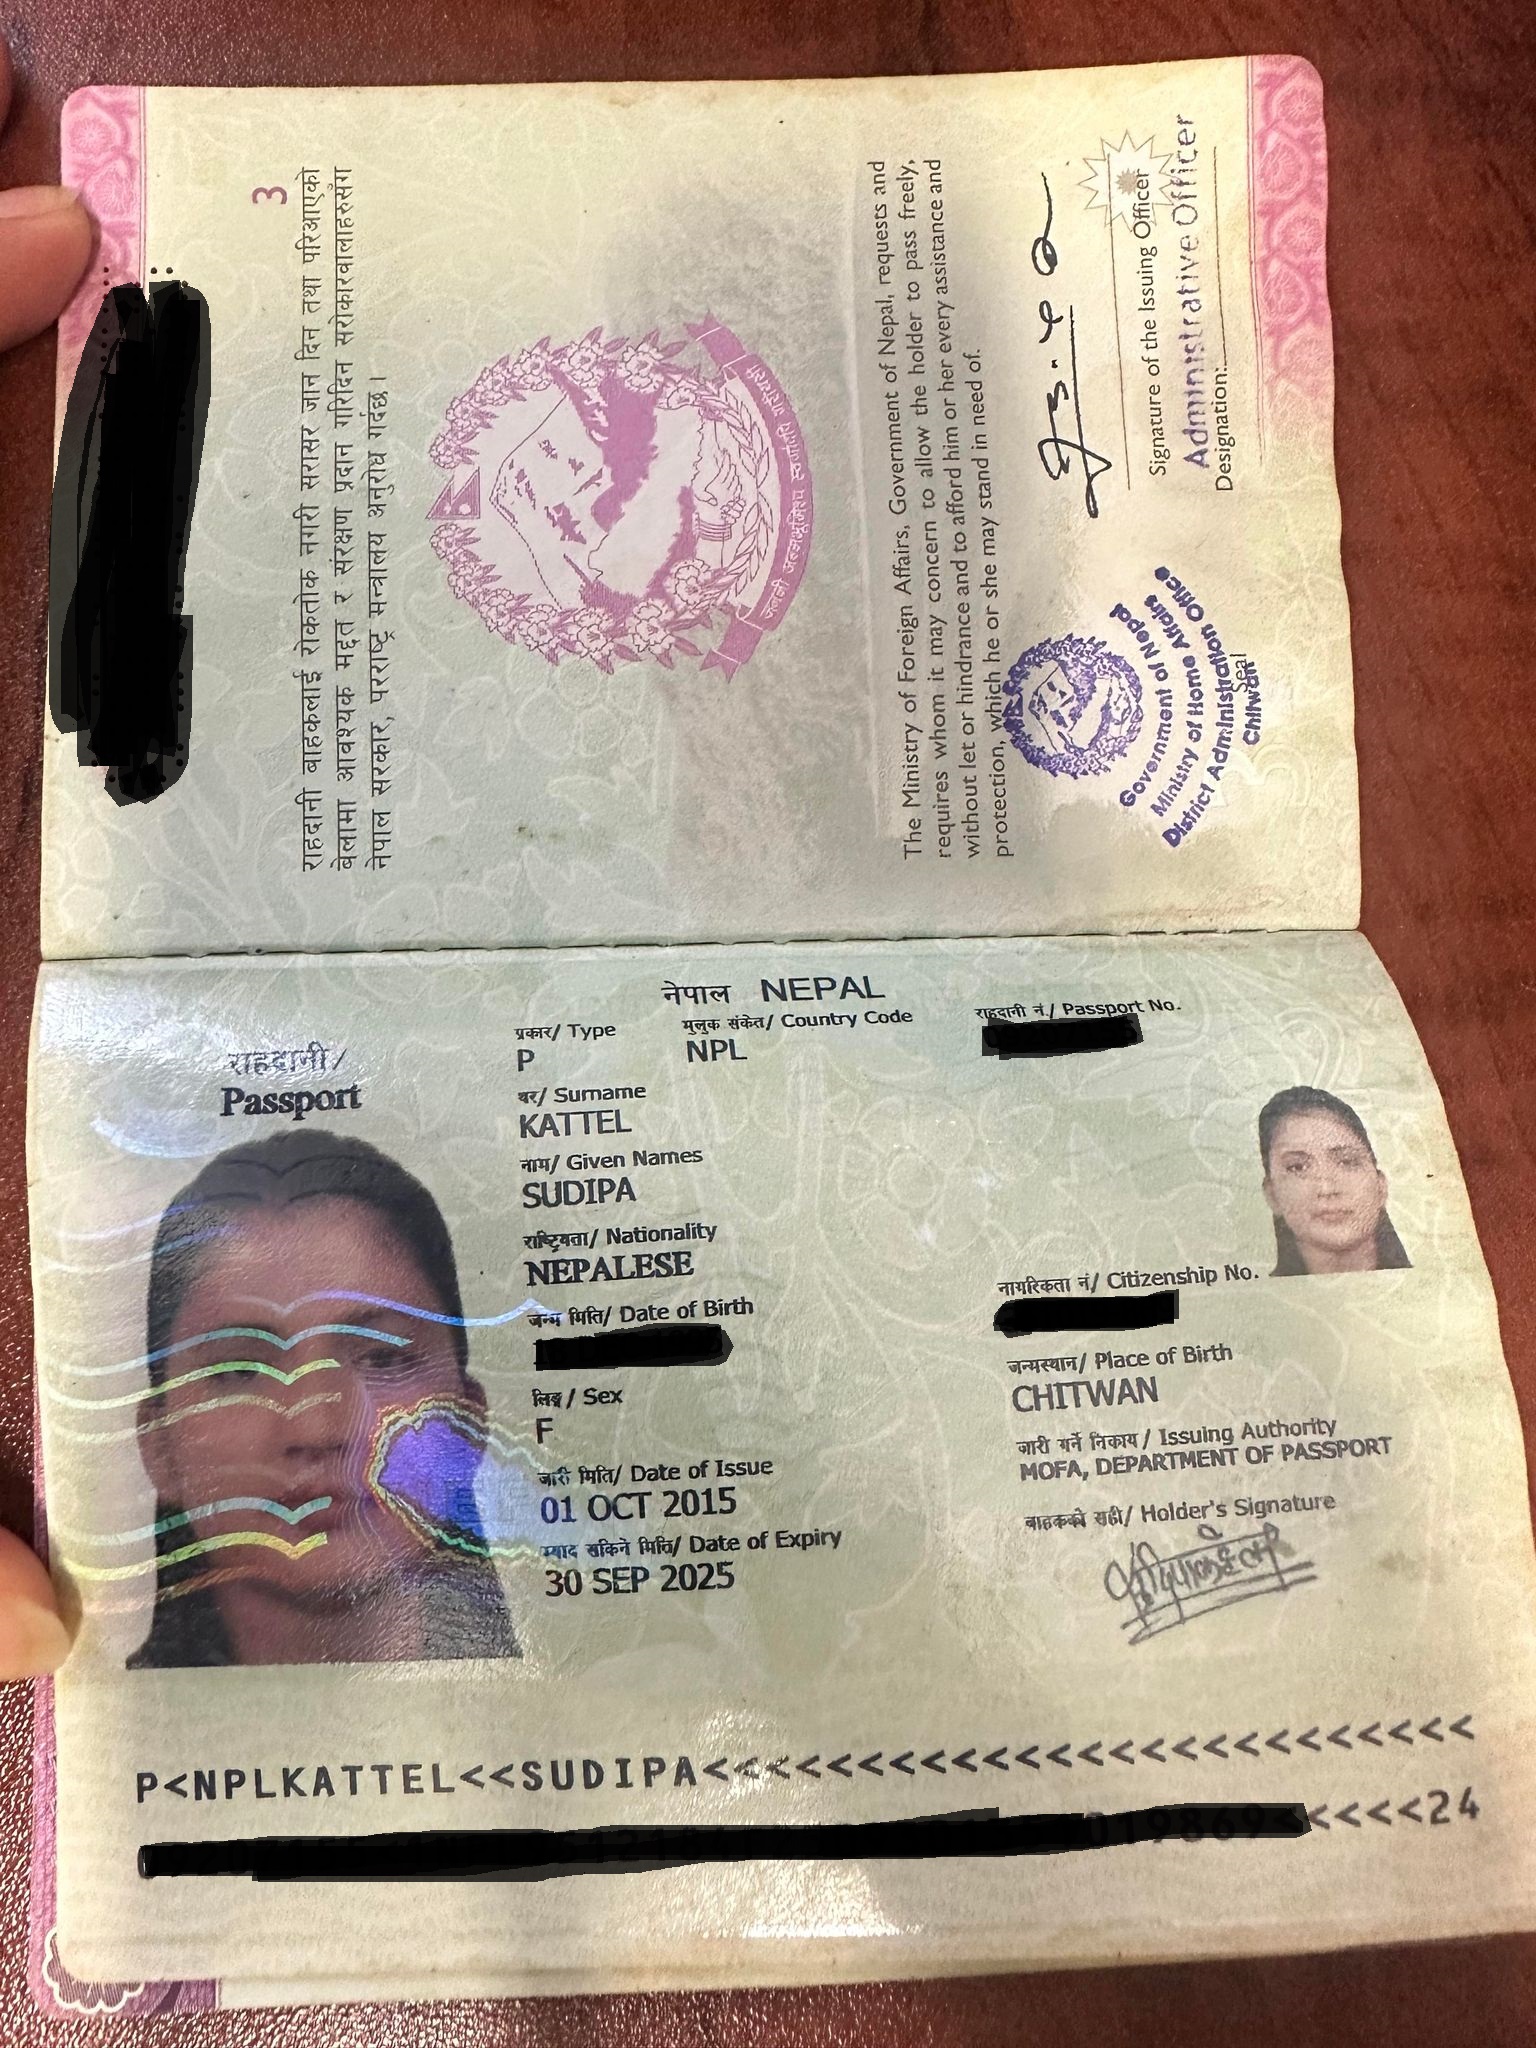 3
राहदानी बाहकलाई रोकतोक नगरी सरासर जान दिन तथा परिआएको
बेलामा आवश्यक मद्दत र संरक्षण प्रदान गरिदिन सरोकारवालाहरुसँग
नेपाल सरकार, परराष्ट्र मन्त्रालय अनुरोध गर्दछ ।
जननी जन्मभूमिश्च स्वर्गादपि गरीयसी
The Ministry of Foreign Affairs, Government of Nepal, requests and
requires whom it may concern to allow the holder to pass freely,
without let or hindrance and to afford him or her every assistance and
protection, which he or she may stand in need of.
Signature of the Issuing Officer
Administrative Officer
Designation:
Government of Nepal
Ministry of Home Affairs
District Administration Office
Seal
Chitwan
नेपाल NEPAL
राहदानी/
Passport
प्रकार/ Type
मुलुक संकेत/ Country Code
राहदानी नं./ Passport No.
P
NPL
थर/ Surname
KATTEL
नाम/ Given Names
SUDIPA
राष्ट्रियता/ Nationality
NEPALESE
नागरिकता नं/ Citizenship No.
जन्म मिति/ Date of Birth
जन्मस्थान/ Place of Birth
CHITWAN
लिङ्ग / Sex
F
जारी गर्ने निकाय/ Issuing Authority
MOFA, DEPARTMENT OF PASSPORT
जारी मिति/ Date of Issue
01 OCT 2015
बाहकको सही/ Holder's Signature
म्याद सकिने मिति/ Date of Expiry
30 SEP 2025
P<NPLKATTEL<<SUDIPA<<<<<<<<<<<<<<<<<<<<<<<<<
<<<<<24